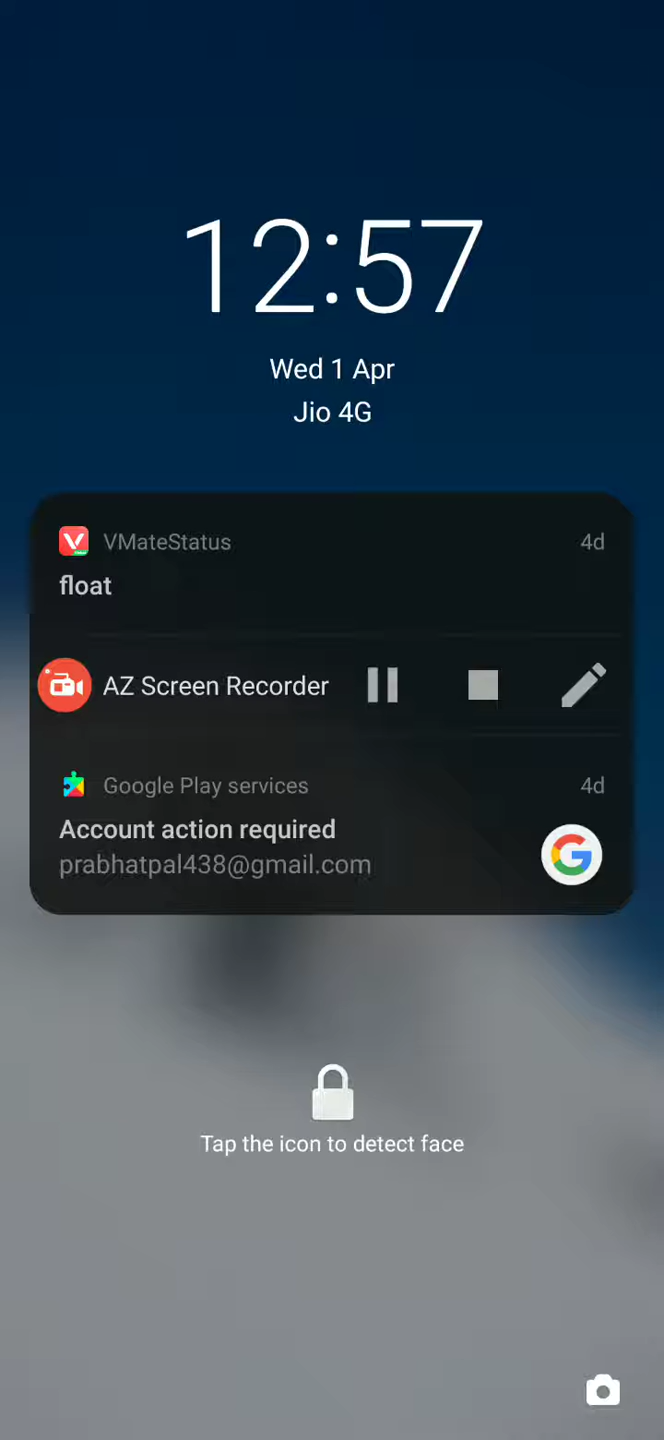 12:57
Wed 1 Apr
Jio 4G
VMateStatus 4d
float
AZ Screen Recorder
Google Play services 4d
Account action required
prabhatpal438@gmail.com
Tap the icon to detect face